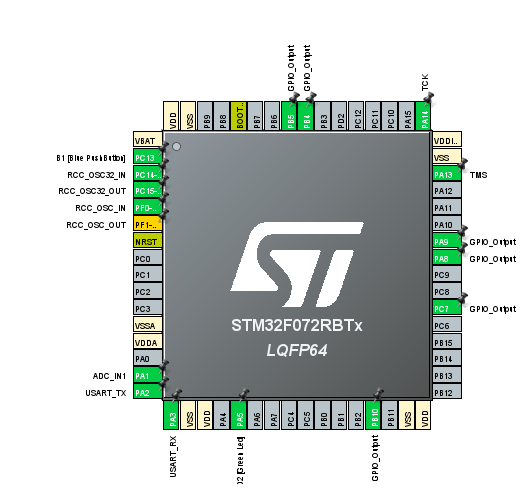 GPIO_Output
GPIO_Output
TCK
VDD
VSS
PB9
PB8
BOOT..
PB7
PB6
PB5
PB4
PB3
PD2
PC12
PC11
PC10
PA15
PA14
B1 [Blue PushButton]
RCC_OSC32_IN
RCC_OSC32_OUT
RCC_OSC_IN
RCC_OSC_OUT
ADC_IN1
USART_TX
VBAT
PC13
PC14-..
PC15-..
PF0-..
PF1-..
NRST
PC0
PC1
PC2
PC3
VSSA
VDDA
PA0
PA1
PA2
STM32F072RBTx
LQFP64
VDDI..
VSS
PA13
PA12
PA11
PA10
PA9
PA8
PC9
PC8
PC7
PC6
PB15
PB14
PB13
PB12
TMS
GPIO_Output
GPIO_Output
GPIO_Output
PA3
VSS
VDD
PA4
PA5
PA6
PA7
PC4
PC5
PB0
PB1
PB2
PB10
PB11
VSS
VDD
USART_RX
D2 [Green Led]
GPIO_Output